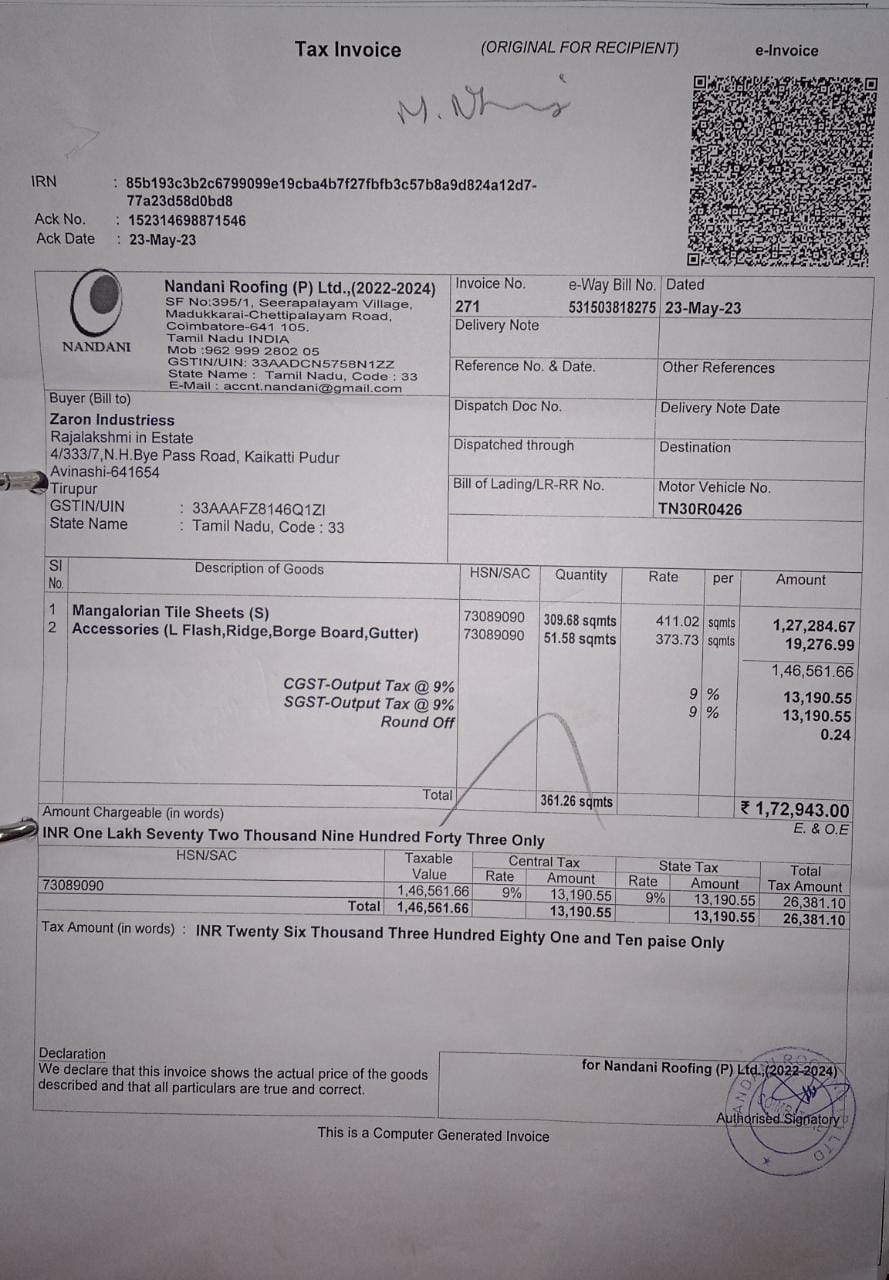 Tax Invoice (ORIGINAL FOR RECIPIENT) e-Invoice
IRN : 85b193c3b2c6799099e19cba4b7f27fbfb3c57b8a9d824a12d7-
77a23d58d0bd8
Ack No. : 152314698871546
Ack Date : 23-May-23
NANDANI
Nandani Roofing (P) Ltd.,(2022-2024)
SF No:395/1, Seerapalayam Village,
Madukkarai-Chettipalayam Road,
Coimbatore-641 105.
Tamil Nadu INDIA
Mob :962 999 2802 05
GSTIN/UIN: 33AADCN5758N1ZZ
State Name : Tamil Nadu, Code : 33
E-Mail : accnt.nandani@gmail.com
Invoice No. e-Way Bill No. Dated
271 531503818275 23-May-23
Delivery Note
Reference No. & Date. Other References
Dispatch Doc No. Delivery Note Date
Dispatched through Destination
Bill of Lading/LR-RR No. Motor Vehicle No.
TN30R0426
Buyer (Bill to)
Zaron Industriess
Rajalakshmi in Estate
4/333/7,N.H.Bye Pass Road, Kaikatti Pudur
Avinashi-641654
Tirupur
GSTIN/UIN : 33AAAFZ8146Q1ZI
State Name : Tamil Nadu, Code : 33
Sl No. Description of Goods HSN/SAC Quantity Rate per Amount
1 Mangalorian Tile Sheets (S) 73089090 309.68 sqmts 411.02 sqmts 1,27,284.67
2 Accessories (L Flash,Ridge,Borge Board,Gutter) 73089090 51.58 sqmts 373.73 sqmts 19,276.99
1,46,561.66
CGST-Output Tax @ 9% 9 % 13,190.55
SGST-Output Tax @ 9% 9 % 13,190.55
Round Off 0.24
Total 361.26 sqmts ₹ 1,72,943.00
Amount Chargeable (in words) E. & O.E
INR One Lakh Seventy Two Thousand Nine Hundred Forty Three Only
HSN/SAC Taxable Value Central Tax State Tax Total Tax Amount
Rate Amount Rate Amount
73089090 1,46,561.66 9% 13,190.55 9% 13,190.55 26,381.10
Total 1,46,561.66 13,190.55 13,190.55 26,381.10
Tax Amount (in words) : INR Twenty Six Thousand Three Hundred Eighty One and Ten paise Only
Declaration
We declare that this invoice shows the actual price of the goods
described and that all particulars are true and correct.
for Nandani Roofing (P) Ltd.,(2022-2024)
Authorised Signatory
This is a Computer Generated Invoice